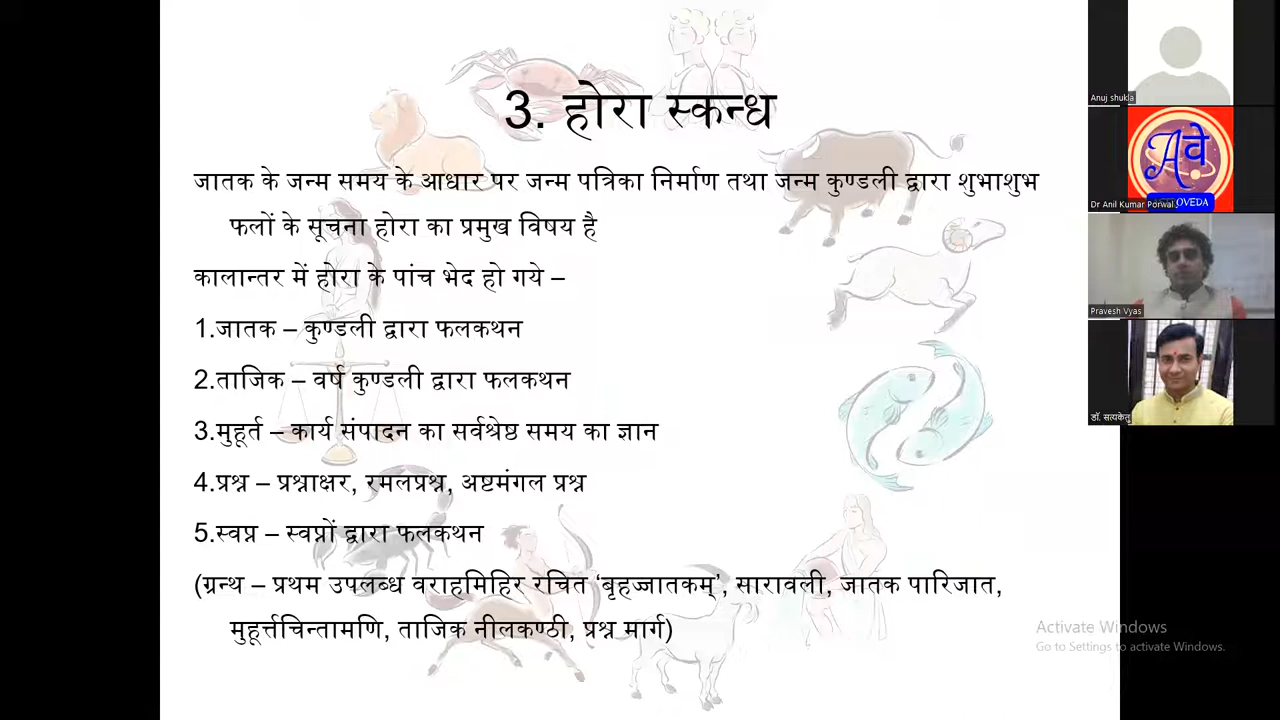 3. होरा स्कन्ध
जातक के जन्म समय के आधार पर जन्म पत्रिका निर्माण तथा जन्म कुण्डली द्वारा शुभाशुभ
फलों के सूचना होरा का प्रमुख विषय है
कालान्तर में होरा के पांच भेद हो गये –
1.जातक – कुण्डली द्वारा फलकथन
2.ताजिक – वर्ष कुण्डली द्वारा फलकथन
3.मुहूर्त – कार्य संपादन का सर्वश्रेष्ठ समय का ज्ञान
4.प्रश्न – प्रश्नाक्षर, रमलप्रश्न, अष्टमंगल प्रश्न
5.स्वप्न – स्वप्नों द्वारा फलकथन
(ग्रन्थ – प्रथम उपलब्ध वराहमिहिर रचित ‘बृहज्जातकम्’, सारावली, जातक पारिजात,
मुहूर्त्तचिन्तामणि, ताजिक नीलकण्ठी, प्रश्न मार्ग)
Activate Windows
Go to Settings to activate Windows.
Anuj shukla
Aवे
Dr Anil Kumar Porwal
Pravesh Vyas
डॉ. सत्यकेतु